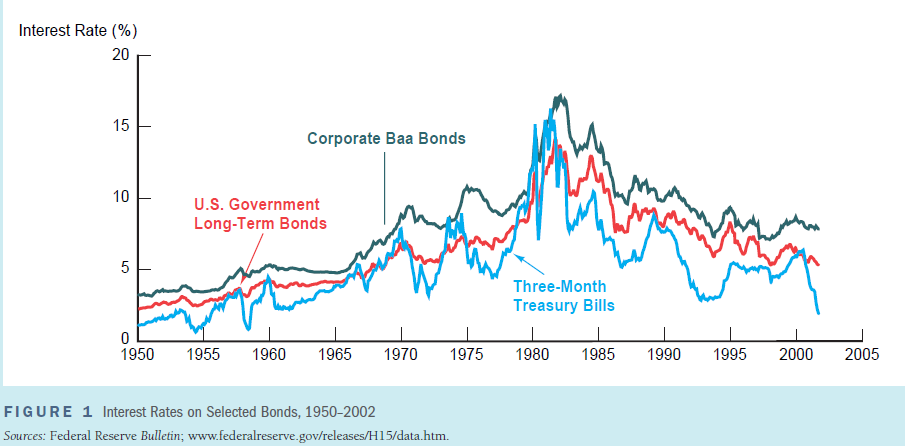 Interest Rate (%)
20
15
Corporate Baa Bonds
10
U.S. Government
Long-Term Bonds
5
Three-Month
Treasury Bills
0
1950 1955 1960 1965 1970 1975 1980 1985 1990 1995 2000 2005
FIGURE 1 Interest Rates on Selected Bonds, 1950–2002
Sources: Federal Reserve Bulletin; www.federalreserve.gov/releases/H15/data.htm.